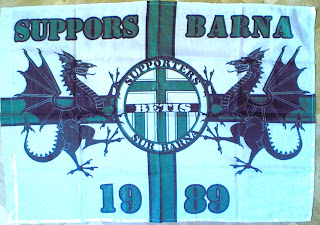 SUPPORS BARNA
SUPPORTERS
BETIS
SUR BARNA
19 89